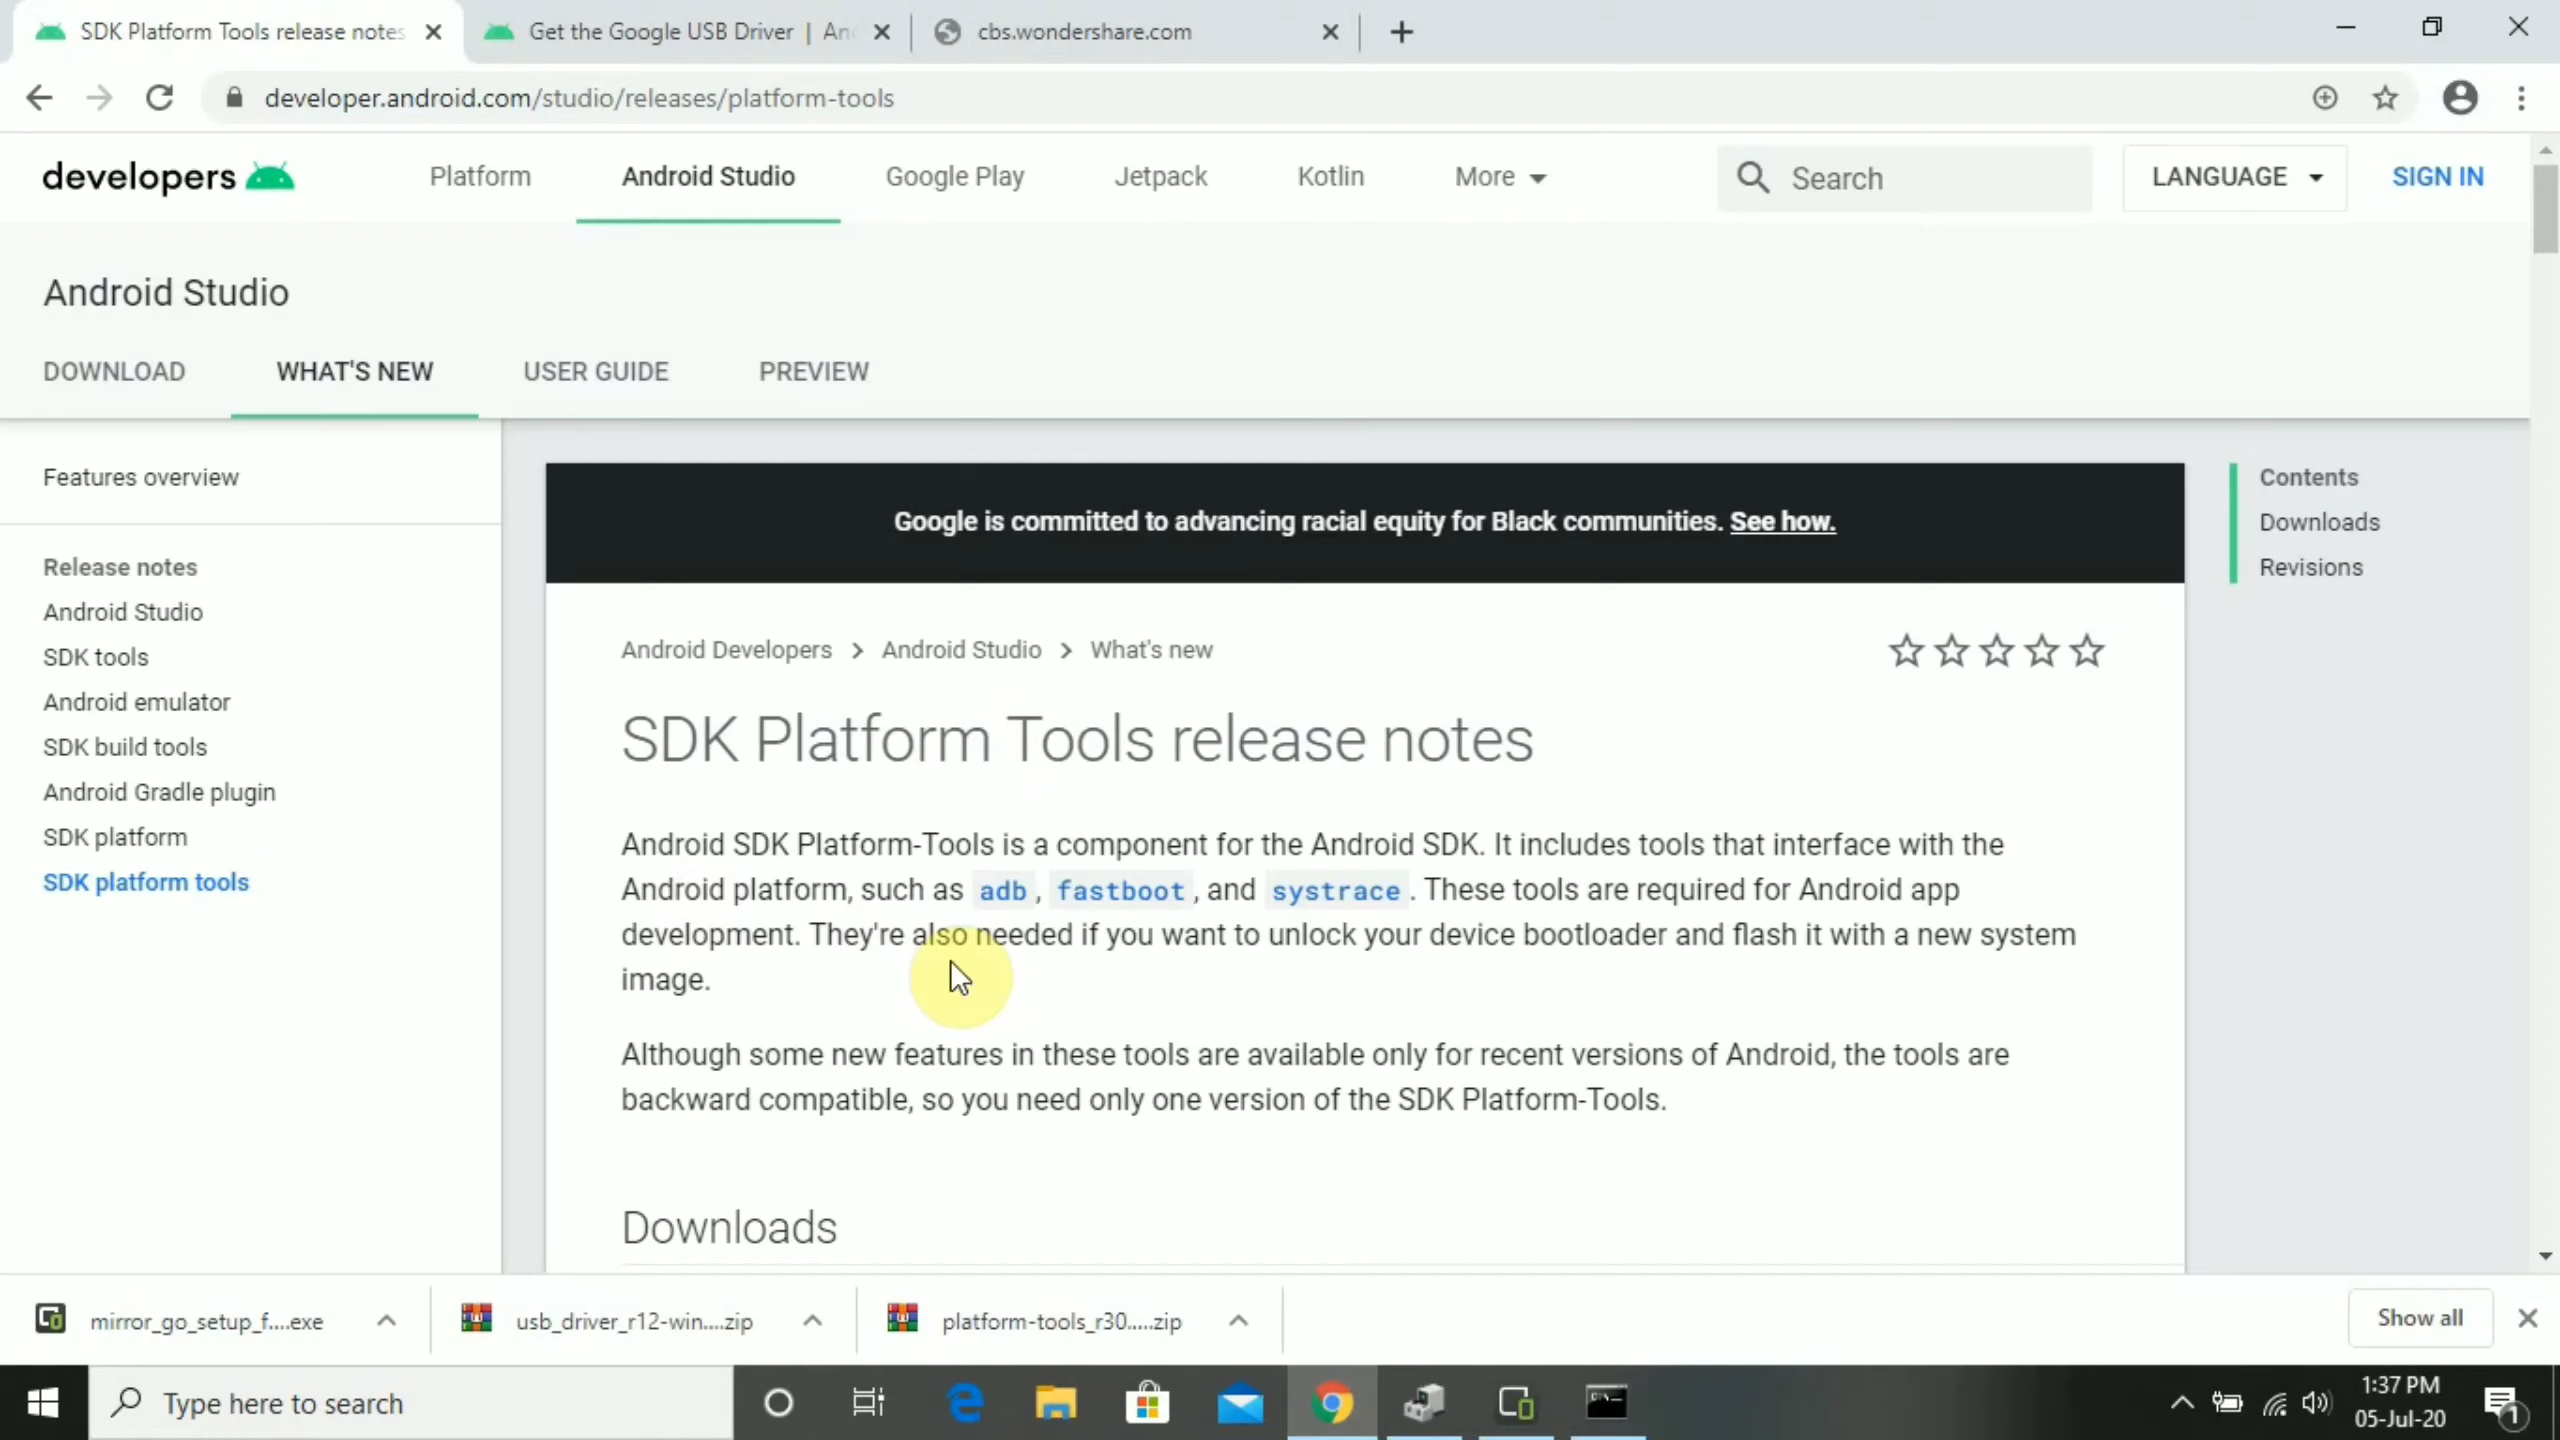 SDK Platform Tools release notes
Get the Google USB Driver | An
cbs.wondershare.com
developer.android.com/studio/releases/platform-tools
developers
Platform
Android Studio
Google Play
Jetpack
Kotlin
More
Search
LANGUAGE
SIGN IN
Android Studio
DOWNLOAD
WHAT'S NEW
USER GUIDE
PREVIEW
Features overview
Release notes
Android Studio
SDK tools
Android emulator
SDK build tools
Android Gradle plugin
SDK platform
SDK platform tools
Google is committed to advancing racial equity for Black communities. See how.
Android Developers > Android Studio > What's new
SDK Platform Tools release notes
Android SDK Platform-Tools is a component for the Android SDK. It includes tools that interface with the
Android platform, such as adb, fastboot, and systrace. These tools are required for Android app
development. They're also needed if you want to unlock your device bootloader and flash it with a new system
image.
Although some new features in these tools are available only for recent versions of Android, the tools are
backward compatible, so you need only one version of the SDK Platform-Tools.
Downloads
Contents
Downloads
Revisions
mirror_go_setup_f....exe
usb_driver_r12-win....zip
platform-tools_r30.....zip
Show all
Type here to search
1:37 PM
05-Jul-20
1